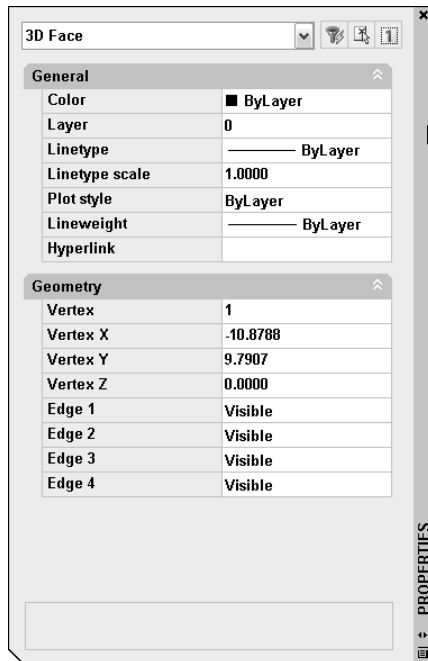 3D Face
1
General
Color ByLayer
Layer 0
Linetype ByLayer
Linetype scale 1.0000
Plot style ByLayer
Lineweight ByLayer
Hyperlink
Geometry
Vertex 1
Vertex X -10.8788
Vertex Y 9.7907
Vertex Z 0.0000
Edge 1 Visible
Edge 2 Visible
Edge 3 Visible
Edge 4 Visible
PROPERTIES